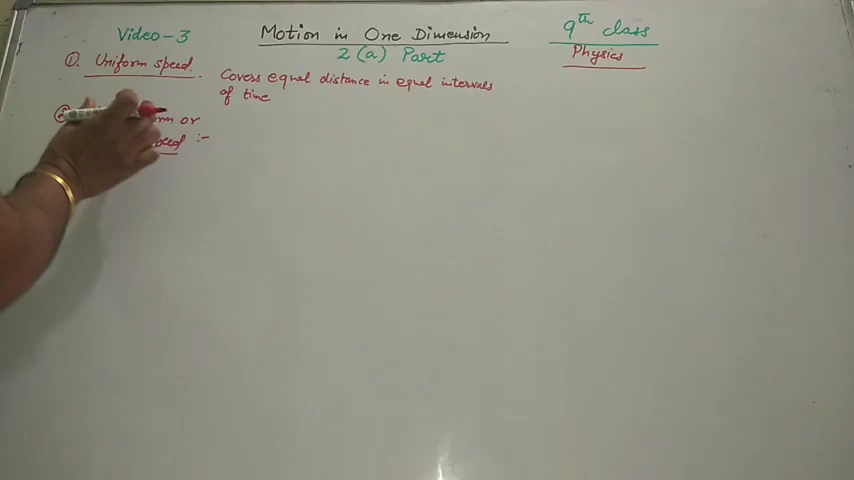 Video-3
Motion in One Dimension
9th class
2 (a) Part
Physics
①. Uniform speed.
Covers equal distance in equal intervals
of time
or
:-